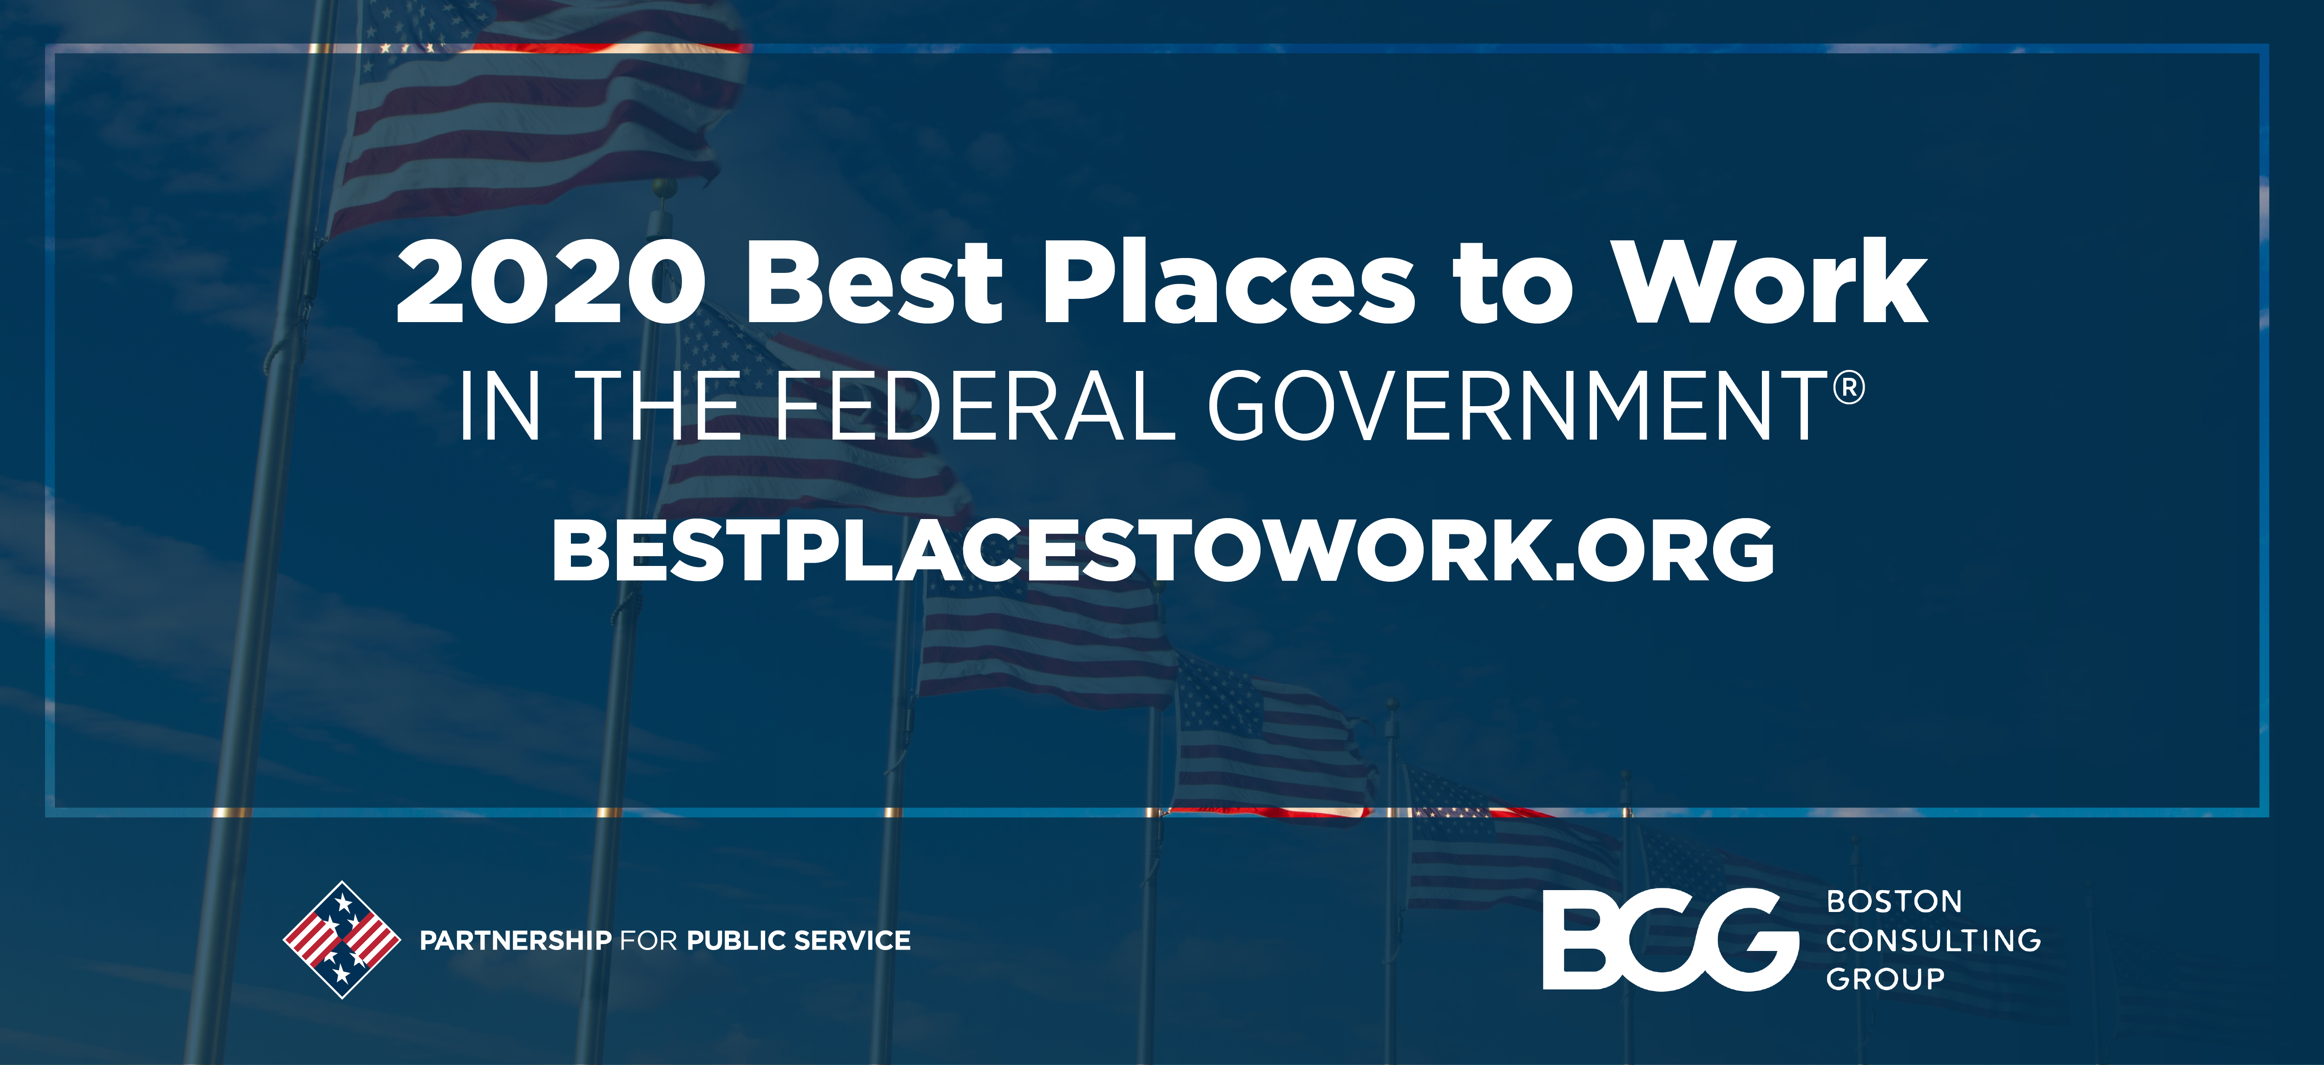 2020 Best Places to Work
IN THE FEDERAL GOVERNMENT®
BESTPLACESTOWORK.ORG
PARTNERSHIP FOR PUBLIC SERVICE
BCG
BOSTON
CONSULTING
GROUP